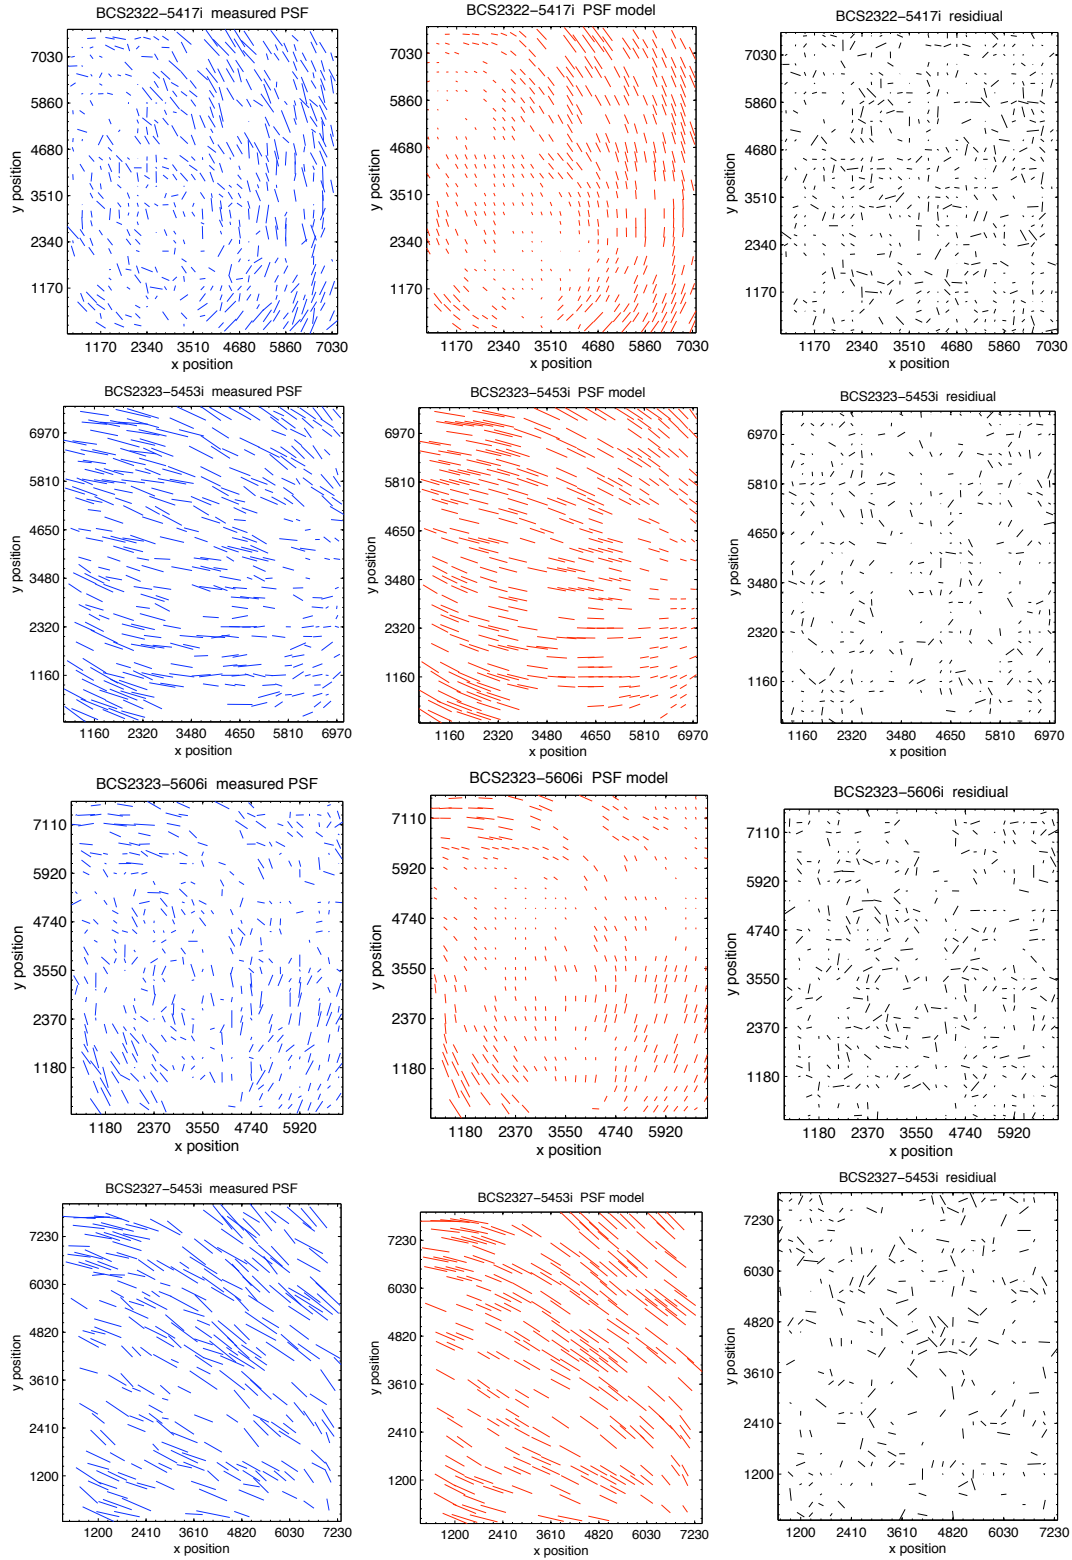 BCS2322-5417i measured PSF
7030
5860
4680
3510
2340
1170
y position
1170 2340 3510 4680 5860 7030
x position
BCS2322-5417i PSF model
7030
5860
4680
3510
2340
1170
y position
1170 2340 3510 4680 5860 7030
x position
BCS2322-5417i residiual
7030
5860
4680
3510
2340
1170
y position
1170 2340 3510 4680 5860 7030
x position
BCS2323-5453i measured PSF
6970
5810
4650
3480
2320
1160
y position
1160 2320 3480 4650 5810 6970
x position
BCS2323-5453i PSF model
6970
5810
4650
3480
2320
1160
y position
1160 2320 3480 4650 5810 6970
x position
BCS2323-5453i residiual
6970
5810
4650
3480
2320
1160
y position
1160 2320 3480 4650 5810 6970
x position
BCS2323-5606i measured PSF
7110
5920
4740
3550
2370
1180
y position
1180 2370 3550 4740 5920
x position
BCS2323-5606i PSF model
7110
5920
4740
3550
2370
1180
y position
1180 2370 3550 4740 5920
x position
BCS2323-5606i residiual
7110
5920
4740
3550
2370
1180
y position
1180 2370 3550 4740 5920
x position
BCS2327-5453i measured PSF
7230
6030
4820
3610
2410
1200
y position
1200 2410 3610 4820 6030 7230
x position
BCS2327-5453i PSF model
7230
6030
4820
3610
2410
1200
y position
1200 2410 3610 4820 6030 7230
x position
BCS2327-5453i residiual
7230
6030
4820
3610
2410
1200
y position
1200 2410 3610 4820 6030 7230
x position